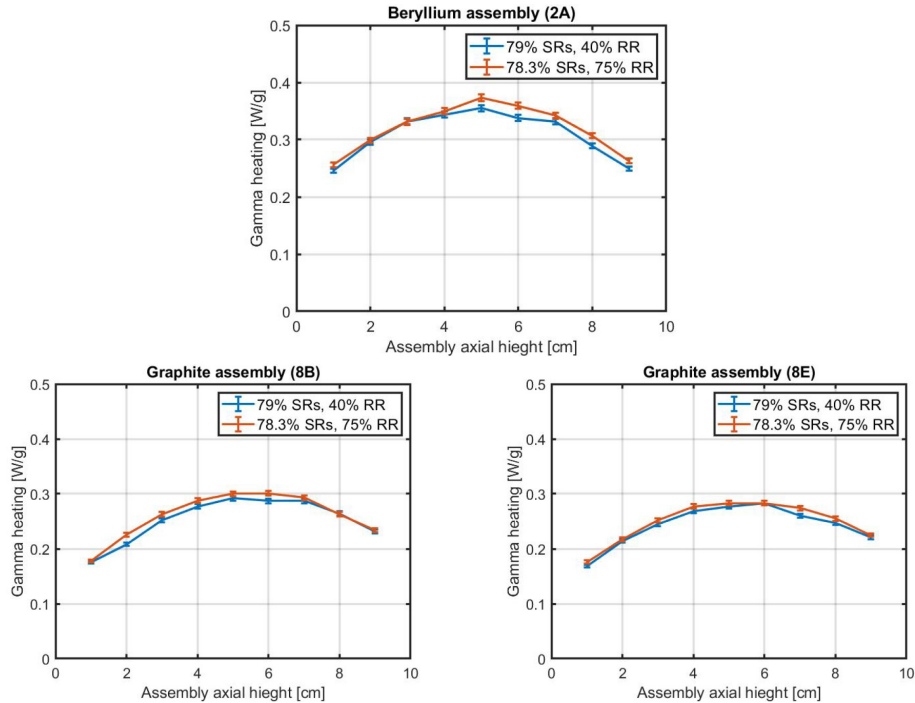 Beryllium assembly (2A)
0.5
0.4
0.3
0.2
0.1
0
Gamma heating [W/g]
79% SRs, 40% RR
78.3% SRs, 75% RR
0 2 4 6 8 10
Assembly axial hieght [cm]
Graphite assembly (8B)
0.5
0.4
0.3
0.2
0.1
0
Gamma heating [W/g]
79% SRs, 40% RR
78.3% SRs, 75% RR
0 2 4 6 8 10
Assembly axial hieght [cm]
Graphite assembly (8E)
0.5
0.4
0.3
0.2
0.1
0
Gamma heating [W/g]
79% SRs, 40% RR
78.3% SRs, 75% RR
0 2 4 6 8 10
Assembly axial hieght [cm]